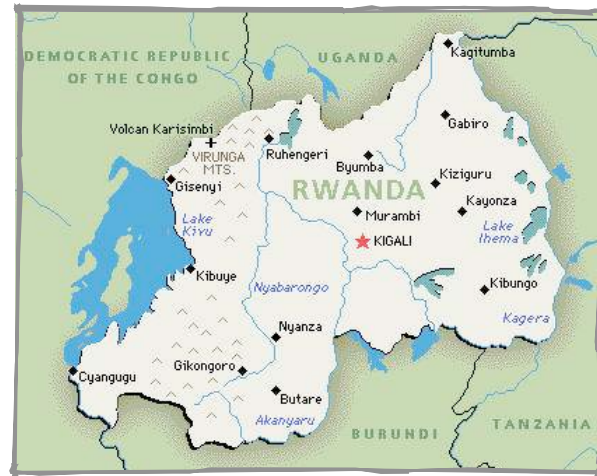 DEMOCRATIC REPUBLIC
OF THE CONGO
UGANDA
Kagitumba
Volcan Karisimbi
VIRUNGA
MTS.
Ruhengeri
Gabiro
Byumba
Gisenyi
RWANDA
Kiziguru
Kayonza
Murambi
Lake
Kivu
Lake
Ihema
KIGALI
Kibuye
Nyabarongo
Kibungo
Kagera
Nyanza
Gikongoro
Cyangugu
Butare
Akanyaru
BURUNDI
TANZANIA